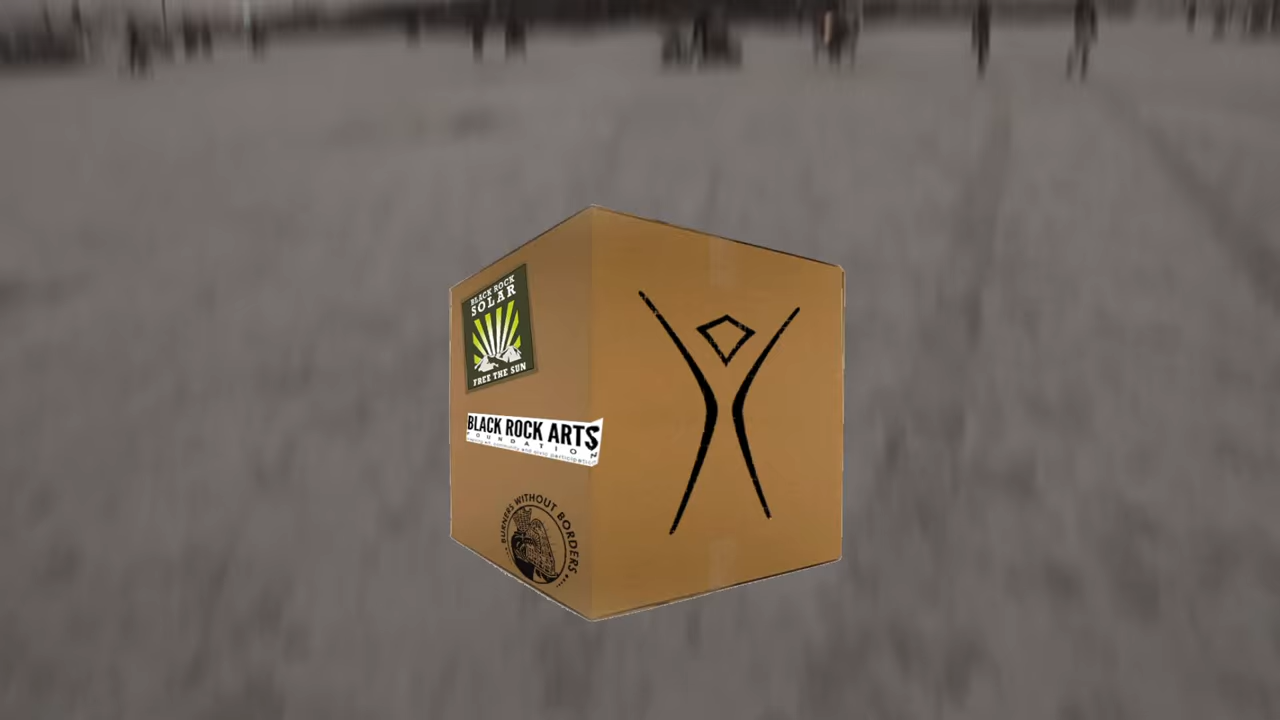 BLACK ROCK
SOLAR
FREE THE SUN
BLACK ROCK ARTS
FOUNDATION
BURNERS WITHOUT BORDERS